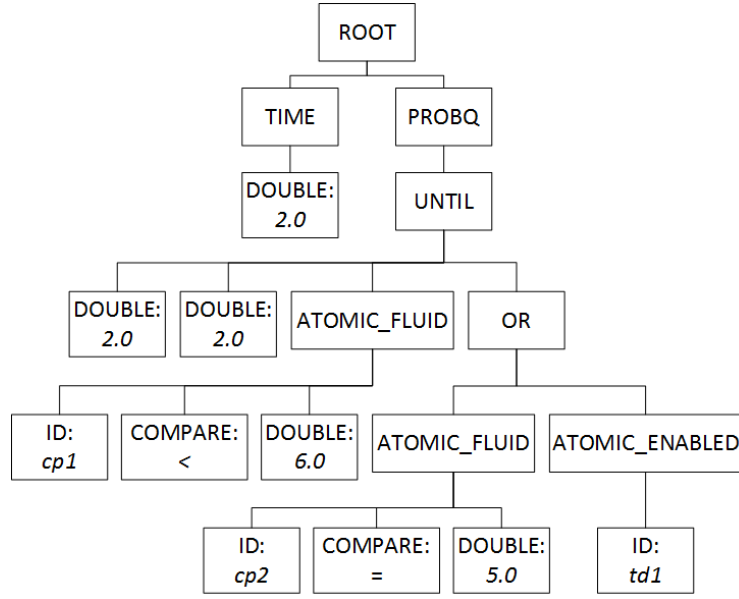 ROOT
TIME
PROBQ
DOUBLE:
2.0
UNTIL
DOUBLE:
2.0
DOUBLE:
2.0
ATOMIC_FLUID
OR
ID:
cp1
COMPARE:
<
DOUBLE:
6.0
ATOMIC_FLUID
ATOMIC_ENABLED
ID:
cp2
COMPARE:
=
DOUBLE:
5.0
ID:
td1